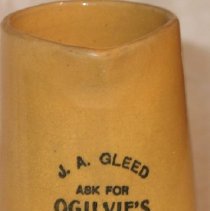 J. A. GLEED
ASK FOR
OGILVIE'S